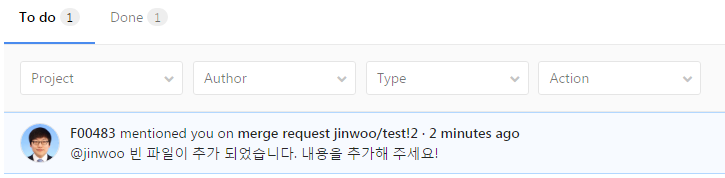 To do 1 Done 1
Project Author Type Action
F00483 mentioned you on merge request jinwoo/test!2 · 2 minutes ago
@jinwoo 빈 파일이 추가 되었습니다. 내용을 추가해 주세요!